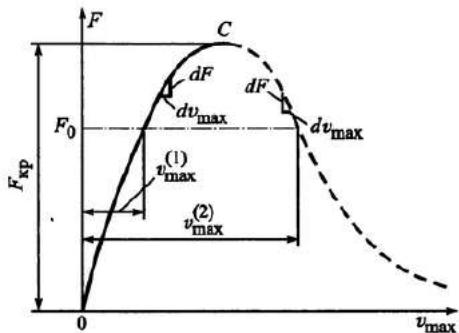 F
C
dF
dF
dv_max
dv_max
F_0
F_кр
v_max^(1)
v_max^(2)
0
v_max